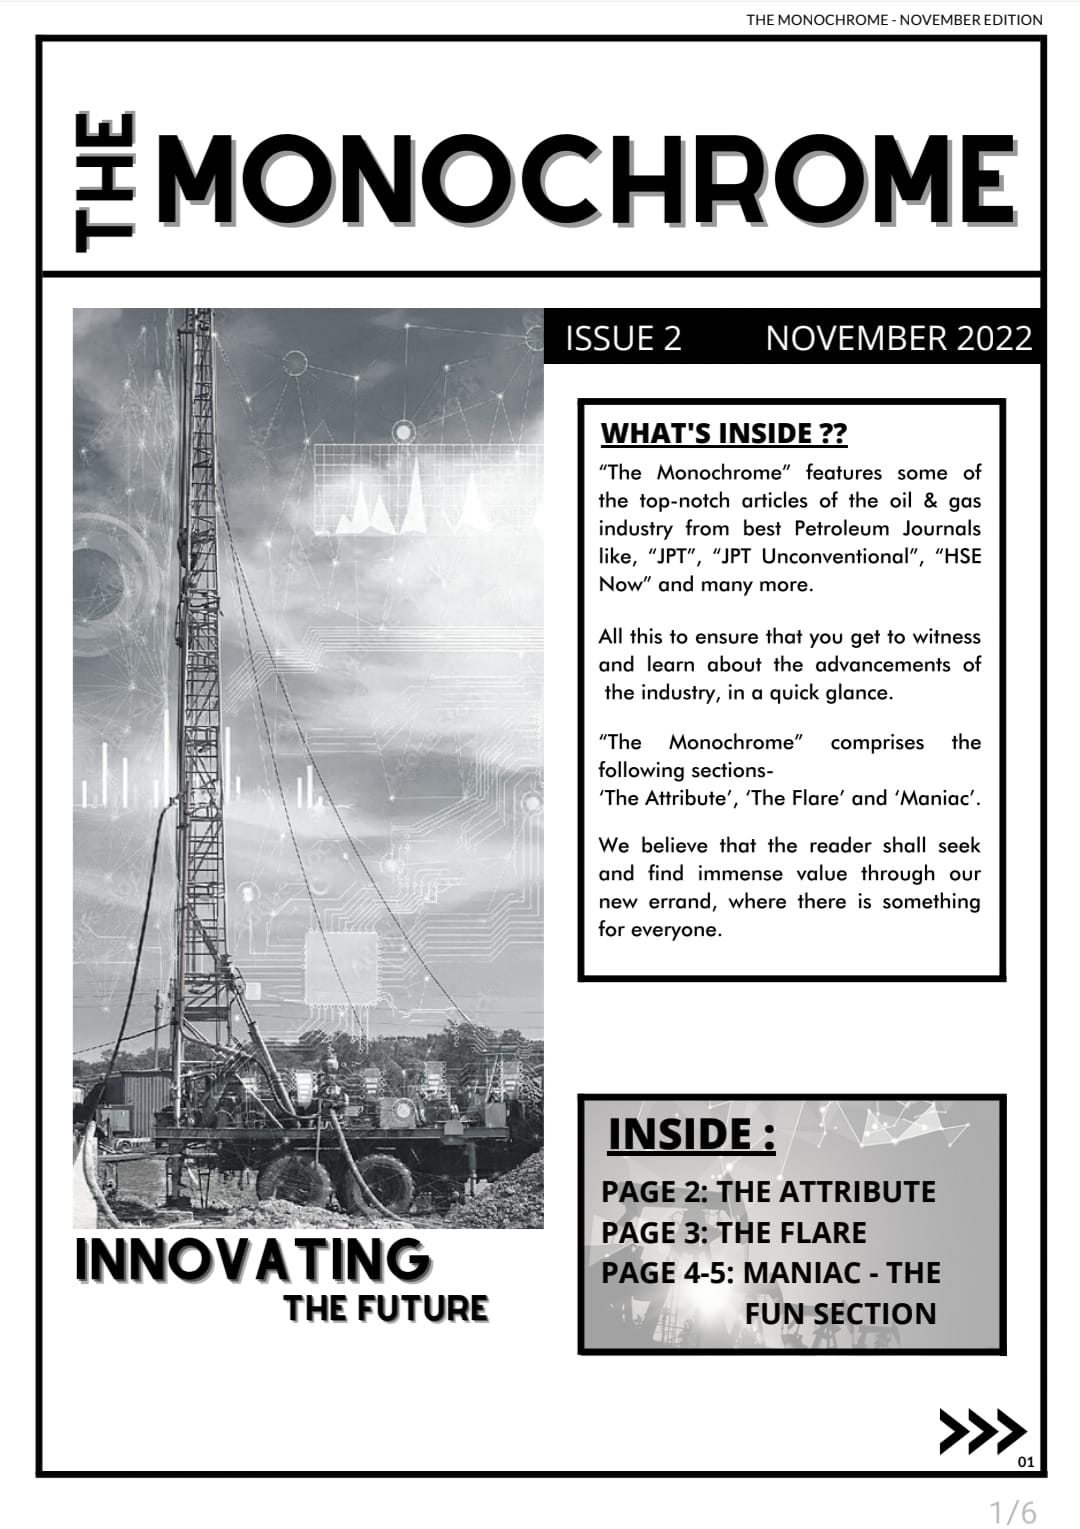 THE MONOCHROME - NOVEMBER EDITION
THE MONOCHROME
ISSUE 2 NOVEMBER 2022
WHAT'S INSIDE ??
“The Monochrome” features some of
the top-notch articles of the oil & gas
industry from best Petroleum Journals
like, “JPT”, “JPT Unconventional”, “HSE
Now” and many more.
All this to ensure that you get to witness
and learn about the advancements of
the industry, in a quick glance.
“The Monochrome” comprises the
following sections-
‘The Attribute’, ‘The Flare’ and ‘Maniac’.
We believe that the reader shall seek
and find immense value through our
new errand, where there is something
for everyone.
INSIDE :
PAGE 2: THE ATTRIBUTE
PAGE 3: THE FLARE
PAGE 4-5: MANIAC - THE
FUN SECTION
INNOVATING
THE FUTURE
01
1/6